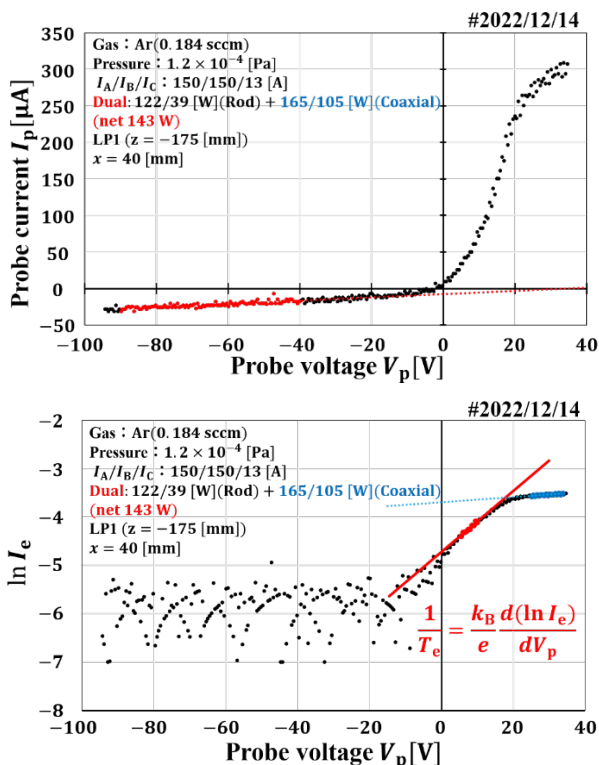 #2022/12/14
Gas：Ar(0.184 sccm)
Pressure：1.2 × 10⁻⁴ [Pa]
I_A/I_B/I_C：150/150/13 [A]
Dual: 122/39 [W](Rod) + 165/105 [W](Coaxial)
(net 143 W)
LP1 (z = −175 [mm])
x = 40 [mm]
Probe current I_p[μA]
350
300
250
200
150
100
50
0
−50
−100 −80 −60 −40 −20 0 20 40
Probe voltage V_p[V]
#2022/12/14
Gas：Ar(0.184 sccm)
Pressure：1.2 × 10⁻⁴ [Pa]
I_A/I_B/I_C：150/150/13 [A]
Dual: 122/39 [W](Rod) + 165/105 [W](Coaxial)
(net 143 W)
LP1 (z = −175 [mm])
x = 40 [mm]
ln I_e
−2
−3
−4
−5
−6
−7
−8
1/T_e = k_B/e d(ln I_e)/dV_p
−100 −80 −60 −40 −20 0 20 40
Probe voltage V_p[V]